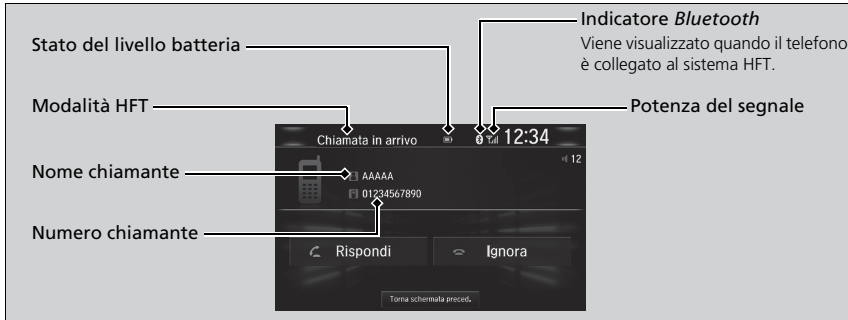 Indicatore Bluetooth
Viene visualizzato quando il telefono
è collegato al sistema HFT.
Stato del livello batteria
Modalità HFT
Potenza del segnale
Chiamata in arrivo
12:34
12
Nome chiamante
AAAAA
01234567890
Numero chiamante
Rispondi
Ignora
Torna schermata preced.